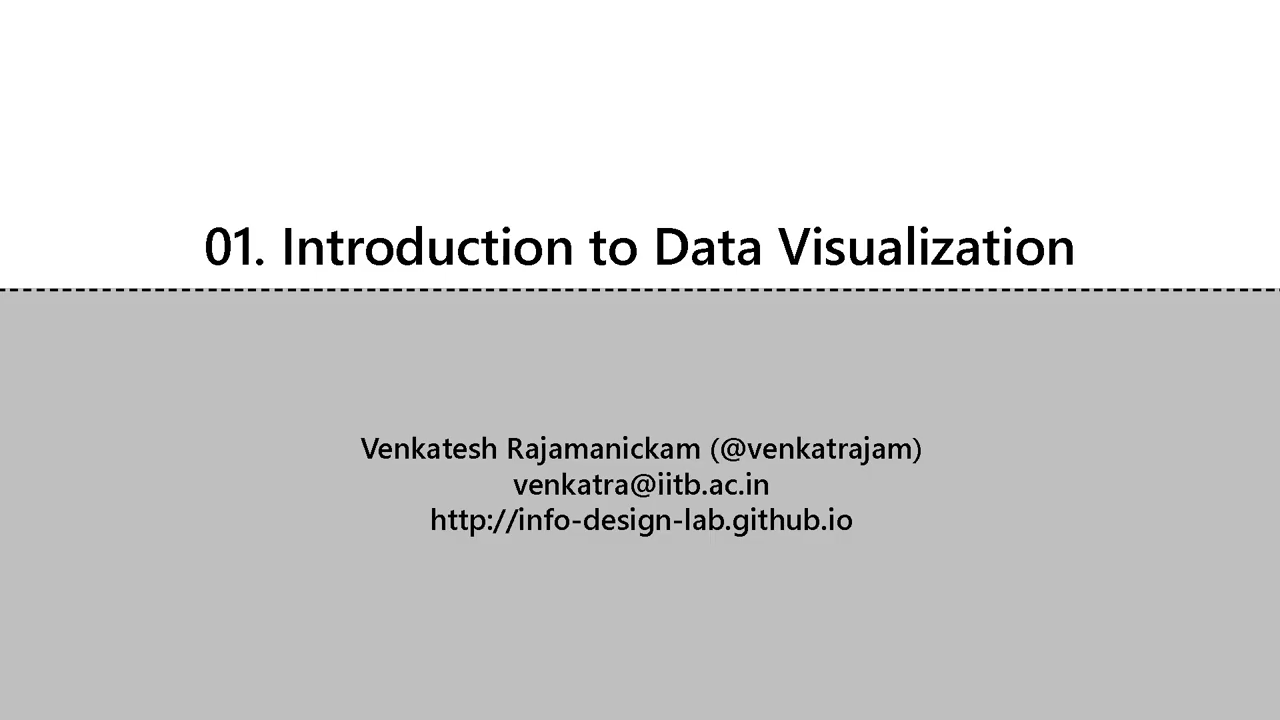 01. Introduction to Data Visualization
Venkatesh Rajamanickam (@venkatrajam)
venkatra@iitb.ac.in
http://info-design-lab.github.io